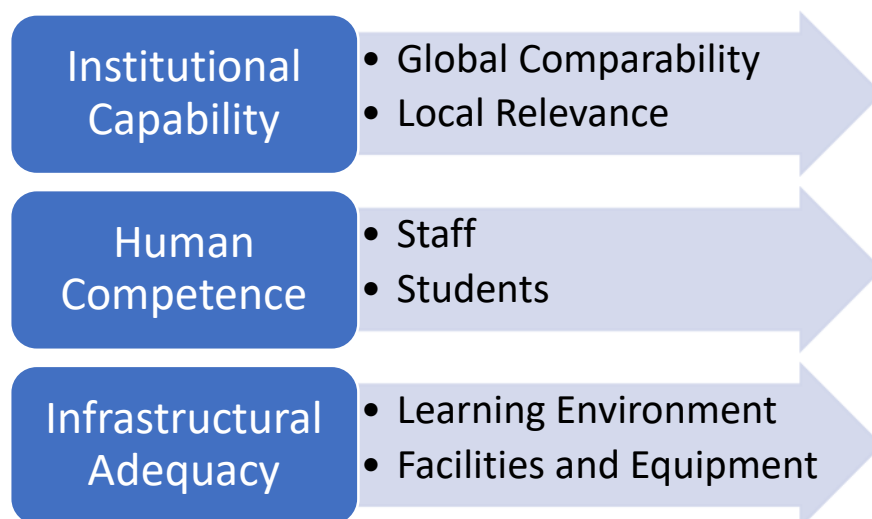 Institutional
Capability
• Global Comparability
• Local Relevance
Human
Competence
• Staff
• Students
Infrastructural
Adequacy
• Learning Environment
• Facilities and Equipment